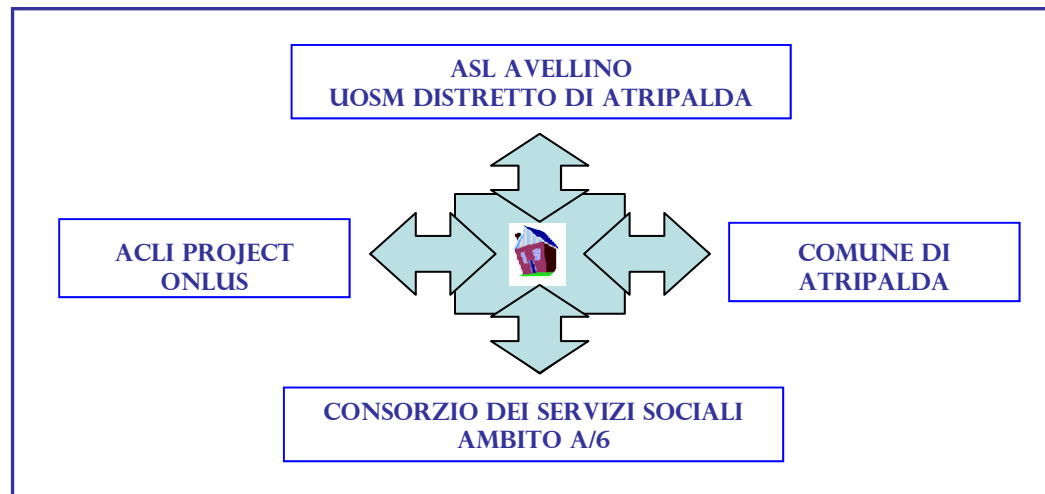 ASL AVELLINO
UOSM DISTRETTO DI ATRIPALDA
ACLI PROJECT
ONLUS
COMUNE DI
ATRIPALDA
CONSORZIO DEI SERVIZI SOCIALI
AMBITO A/6